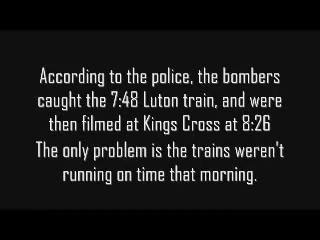 According to the police, the bombers
caught the 7:48 Luton train, and were
then filmed at Kings Cross at 8:26
The only problem is the trains weren't
running on time that morning.